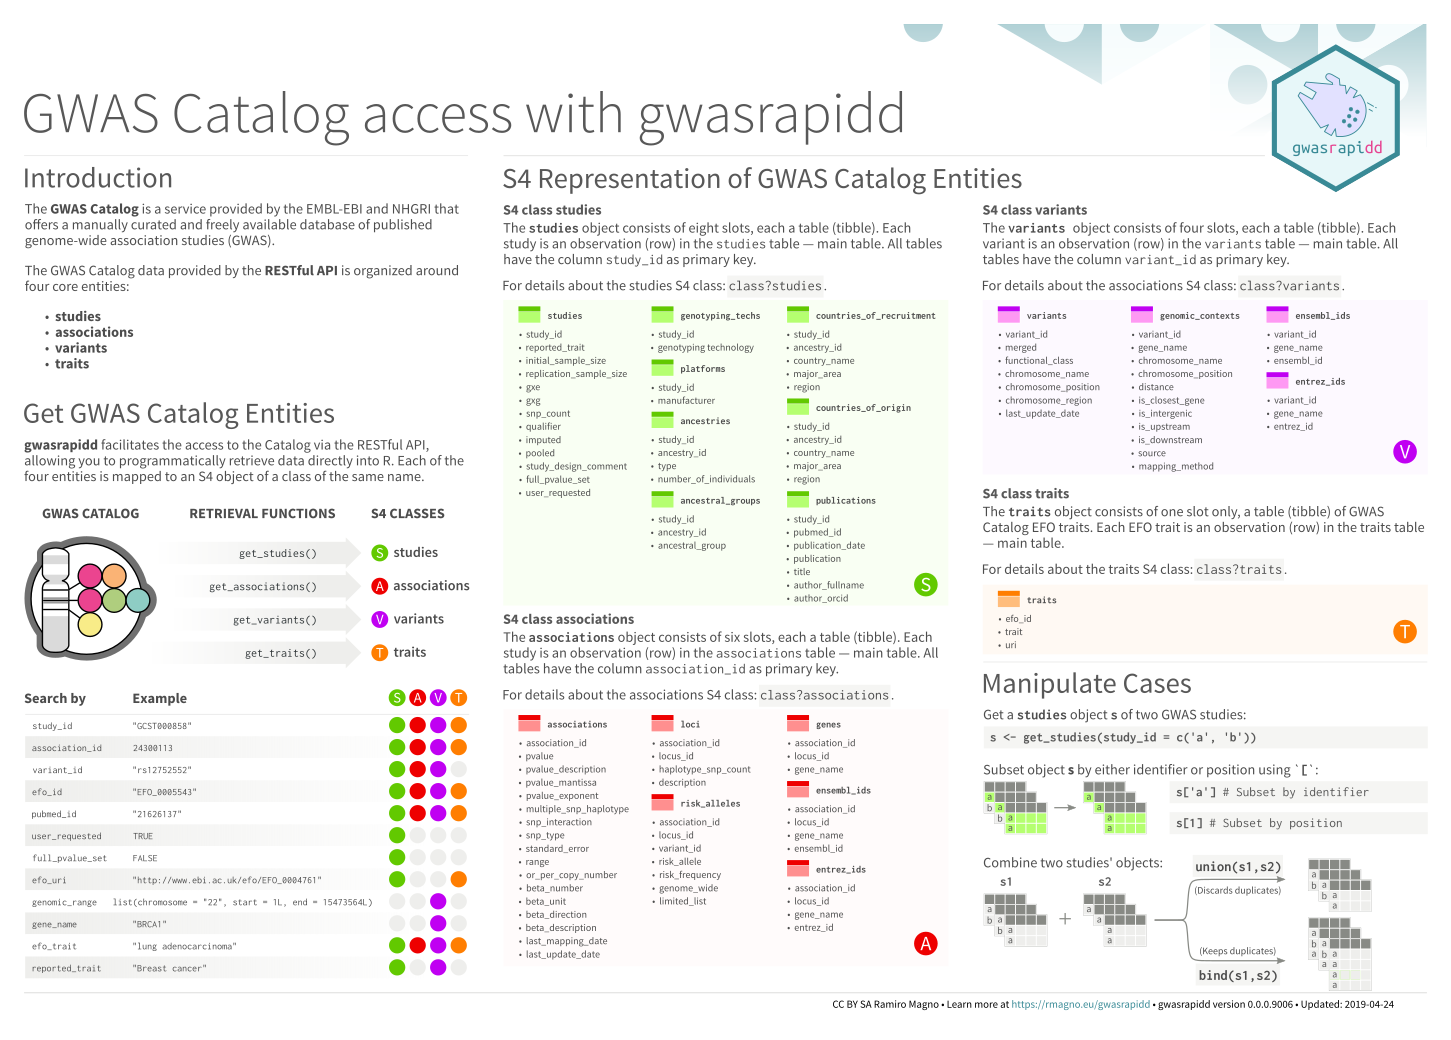 GWAS Catalog access with gwasrapidd
gwasrapidd
Introduction
The GWAS Catalog is a service provided by the EMBL-EBI and NHGRI that
offers a manually curated and freely available database of published
genome-wide association studies (GWAS).
The GWAS Catalog data provided by the RESTful API is organized around
four core entities:
• studies
• associations
• variants
• traits
Get GWAS Catalog Entities
gwasrapidd facilitates the access to the Catalog via the RESTful API,
allowing you to programmatically retrieve data directly into R. Each of the
four entities is mapped to an S4 object of a class of the same name.
GWAS CATALOG RETRIEVAL FUNCTIONS S4 CLASSES
get_studies() S studies
get_associations() A associations
get_variants() V variants
get_traits() T traits
Search by Example S A V T
study_id "GCST000858"
association_id 24300113
variant_id "rs12752552"
efo_id "EFO_0005543"
pubmed_id "21626137"
user_requested TRUE
full_pvalue_set FALSE
efo_uri "http://www.ebi.ac.uk/efo/EFO_0004761"
genomic_range list(chromosome = "22", start = 1L, end = 15473564L)
gene_name "BRCA1"
efo_trait "lung adenocarcinoma"
reported_trait "Breast cancer"
S4 Representation of GWAS Catalog Entities
S4 class studies
The studies object consists of eight slots, each a table (tibble). Each
study is an observation (row) in the studies table — main table. All tables
have the column study_id as primary key.
For details about the studies S4 class: class?studies.
studies
• study_id
• reported_trait
• initial_sample_size
• replication_sample_size
• gxe
• gxg
• snp_count
• qualifier
• imputed
• pooled
• study_design_comment
• full_pvalue_set
• user_requested
genotyping_techs
• study_id
• genotyping technology
platforms
• study_id
• manufacturer
ancestries
• study_id
• ancestry_id
• type
• number_of_individuals
ancestral_groups
• study_id
• ancestry_id
• ancestral_group
countries_of_recruitment
• study_id
• ancestry_id
• country_name
• major_area
• region
countries_of_origin
• study_id
• ancestry_id
• country_name
• major_area
• region
publications
• study_id
• pubmed_id
• publication_date
• publication
• title
• author_fullname
• author_orcid
S
S4 class associations
The associations object consists of six slots, each a table (tibble). Each
study is an observation (row) in the associations table — main table. All
tables have the column association_id as primary key.
For details about the associations S4 class: class?associations.
associations
• association_id
• pvalue
• pvalue_description
• pvalue_mantissa
• pvalue_exponent
• multiple_snp_haplotype
• snp_interaction
• snp_type
• standard_error
• range
• or_per_copy_number
• beta_number
• beta_unit
• beta_direction
• beta_description
• last_mapping_date
• last_update_date
loci
• association_id
• locus_id
• haplotype_snp_count
• description
risk_alleles
• association_id
• locus_id
• variant_id
• risk_allele
• risk_frequency
• genome_wide
• limited_list
genes
• association_id
• locus_id
• gene_name
ensembl_ids
• association_id
• locus_id
• gene_name
• ensembl_id
entrez_ids
• association_id
• locus_id
• gene_name
• entrez_id
A
S4 class variants
The variants object consists of four slots, each a table (tibble). Each
variant is an observation (row) in the variants table — main table. All
tables have the column variant_id as primary key.
For details about the associations S4 class: class?variants.
variants
• variant_id
• merged
• functional_class
• chromosome_name
• chromosome_position
• chromosome_region
• last_update_date
genomic_contexts
• variant_id
• gene_name
• chromosome_name
• chromosome_position
• distance
• is_closest_gene
• is_intergenic
• is_upstream
• is_downstream
• source
• mapping_method
ensembl_ids
• variant_id
• gene_name
• ensembl_id
entrez_ids
• variant_id
• gene_name
• entrez_id
V
S4 class traits
The traits object consists of one slot only, a table (tibble) of GWAS
Catalog EFO traits. Each EFO trait is an observation (row) in the traits table
— main table.
For details about the traits S4 class: class?traits.
traits
• efo_id
• trait
• uri
T
Manipulate Cases
Get a studies object s of two GWAS studies:
s <- get_studies(study_id = c('a', 'b'))
Subset object s by either identifier or position using `[`:
a
b a
b a
a
a
a
a
a
s['a'] # Subset by identifier
s[1] # Subset by position
Combine two studies' objects:
s1 s2
a
b a
b a
a
+
a
a
a
a
union(s1,s2)
(Discards duplicates)
a
b a
b a
a
(Keeps duplicates)
bind(s1,s2)
a
b a
a b a
a a
a
a
CC BY SA Ramiro Magno • Learn more at https://rmagno.eu/gwasrapidd • gwasrapidd version 0.0.0.9006 • Updated: 2019-04-24